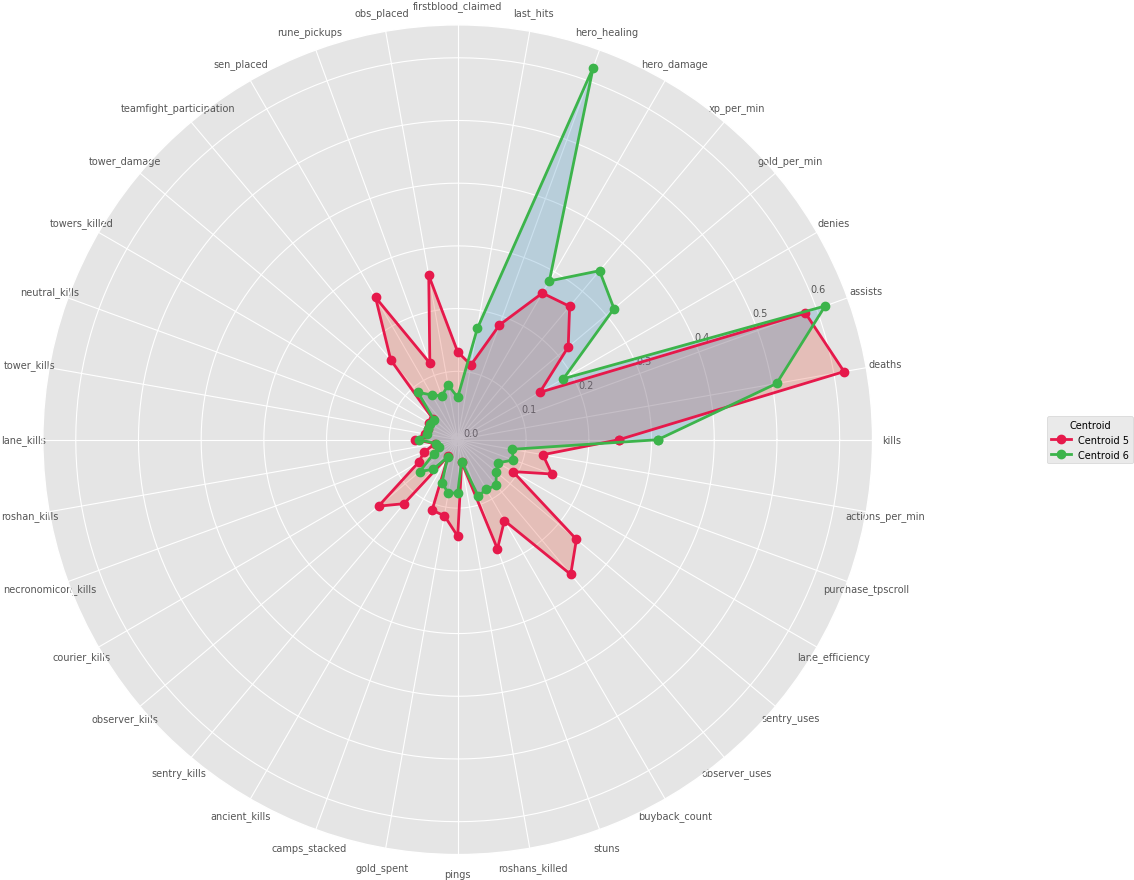 firstblood_claimed
obs_placed
last_hits
rune_pickups
hero_healing
sen_placed
hero_damage
teamfight_participation
xp_per_min
tower_damage
gold_per_min
towers_killed
denies
neutral_kills
0.6
assists
0.5
0.4
tower_kills
0.3
deaths
0.2
0.1
0.0
lane_kills
kills
Centroid
Centroid 5
Centroid 6
roshan_kills
actions_per_min
necronomicon_kills
purchase_tpscroll
courier_kills
lane_efficiency
observer_kills
sentry_uses
sentry_kills
observer_uses
ancient_kills
buyback_count
camps_stacked
stuns
gold_spent
roshans_killed
pings